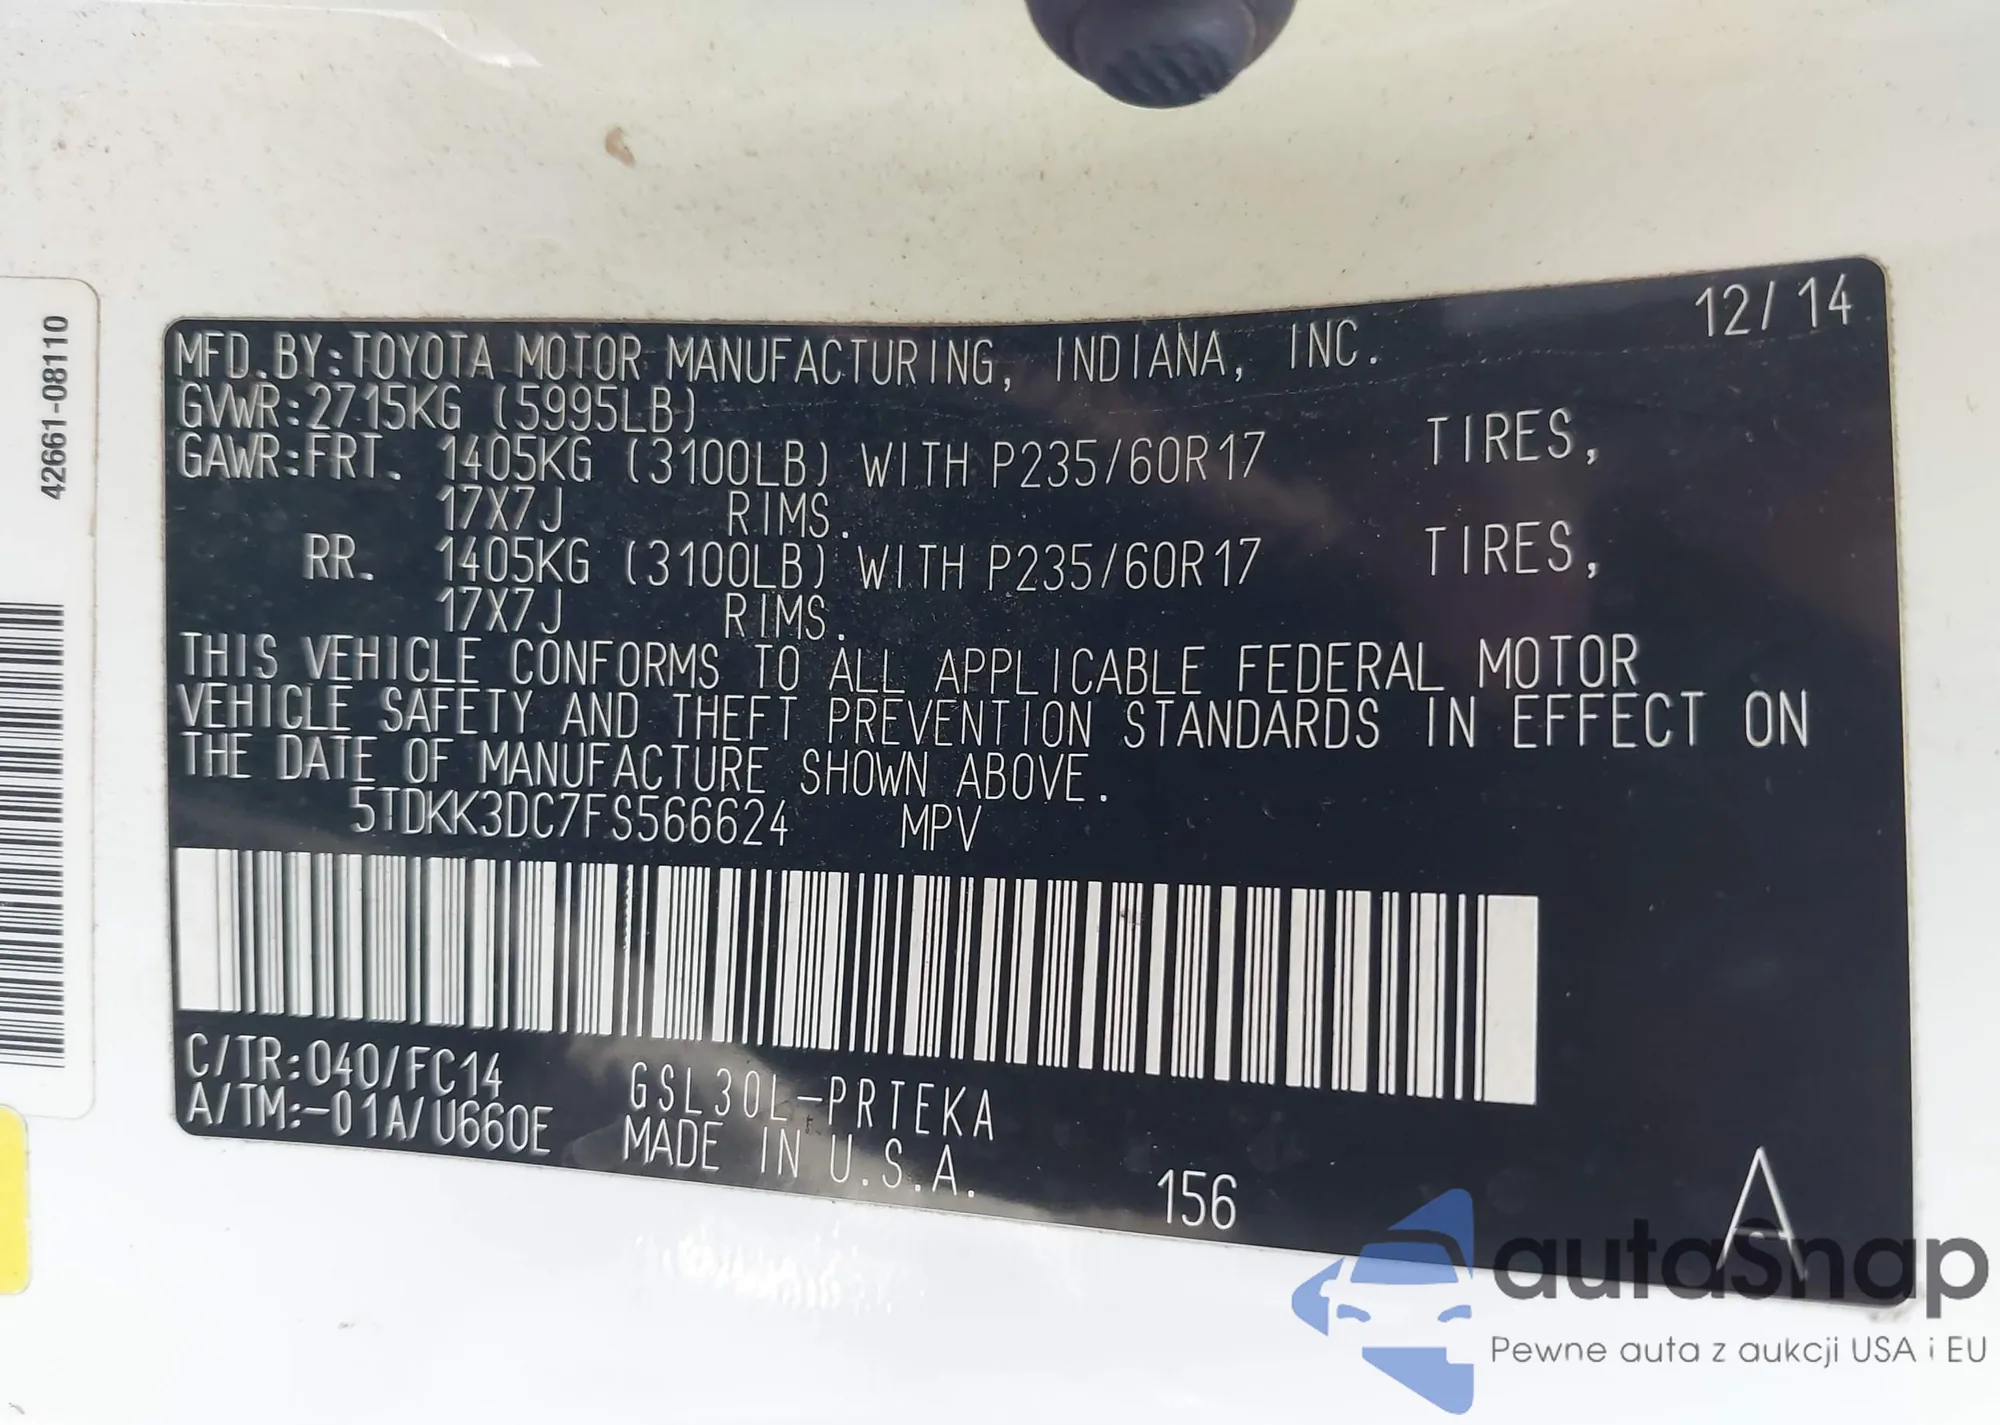 12/14
MFD.BY:TOYOTA MOTOR MANUFACTURING, INDIANA, INC.
GVWR:2715KG (5995LB)
GAWR:FRT. 1405KG (3100LB) WITH P235/60R17 TIRES,
17X7J RIMS.
RR. 1405KG (3100LB) WITH P235/60R17 TIRES,
17X7J RIMS.
THIS VEHICLE CONFORMS TO ALL APPLICABLE FEDERAL MOTOR
VEHICLE SAFETY AND THEFT PREVENTION STANDARDS IN EFFECT ON
THE DATE OF MANUFACTURE SHOWN ABOVE.
5TDKK3DC7FS566624 MPV
C/TR:040/FC14 GSL30L-PRTEKA
A/TM:-01A/U660E MADE IN U.S.A.
156
A
42661-08110
autoSnap
Pewne auta z aukcji USA i EU